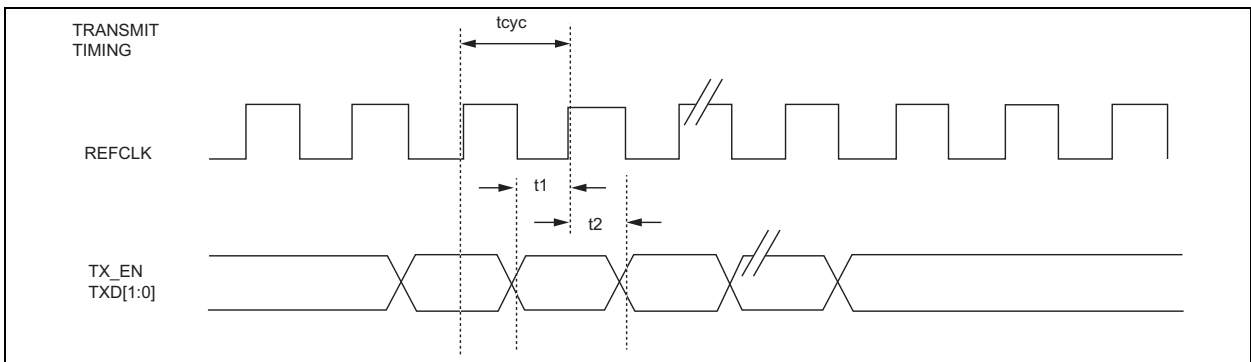 TRANSMIT
TIMING
tcyc
REFCLK
t1
t2
TX_EN
TXD[1:0]